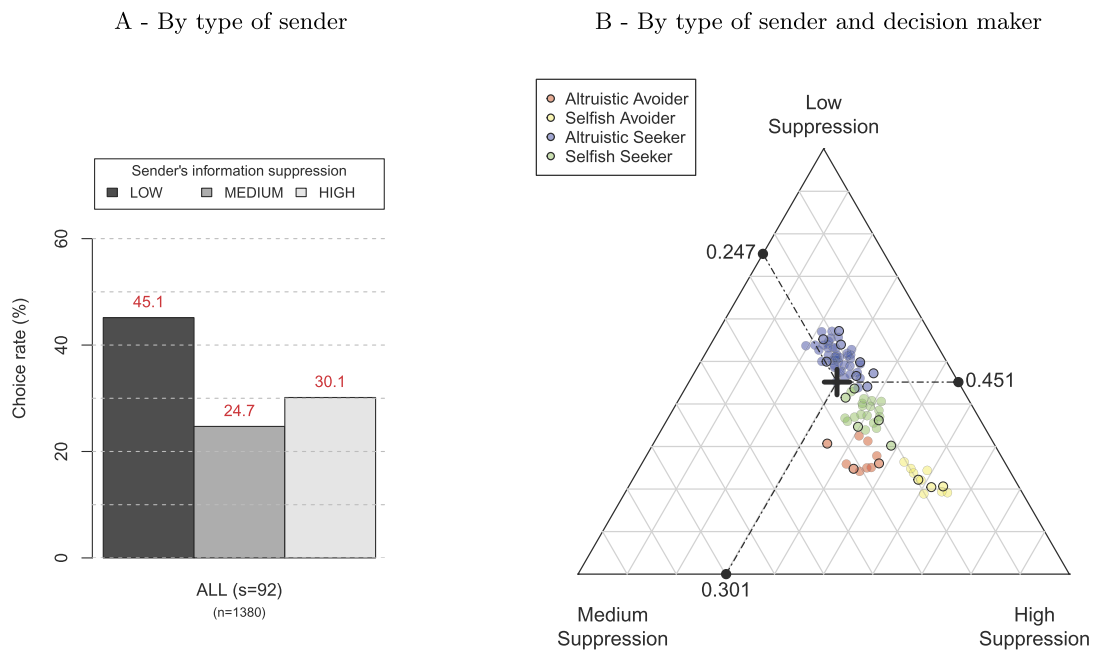 A - By type of sender
B - By type of sender and decision maker
Sender's information suppression
LOW
MEDIUM
HIGH
Choice rate (%)
60
40
20
0
45.1
24.7
30.1
ALL (s=92)
(n=1380)
Altruistic Avoider
Selfish Avoider
Altruistic Seeker
Selfish Seeker
Low
Suppression
0.247
0.451
0.301
Medium
Suppression
High
Suppression